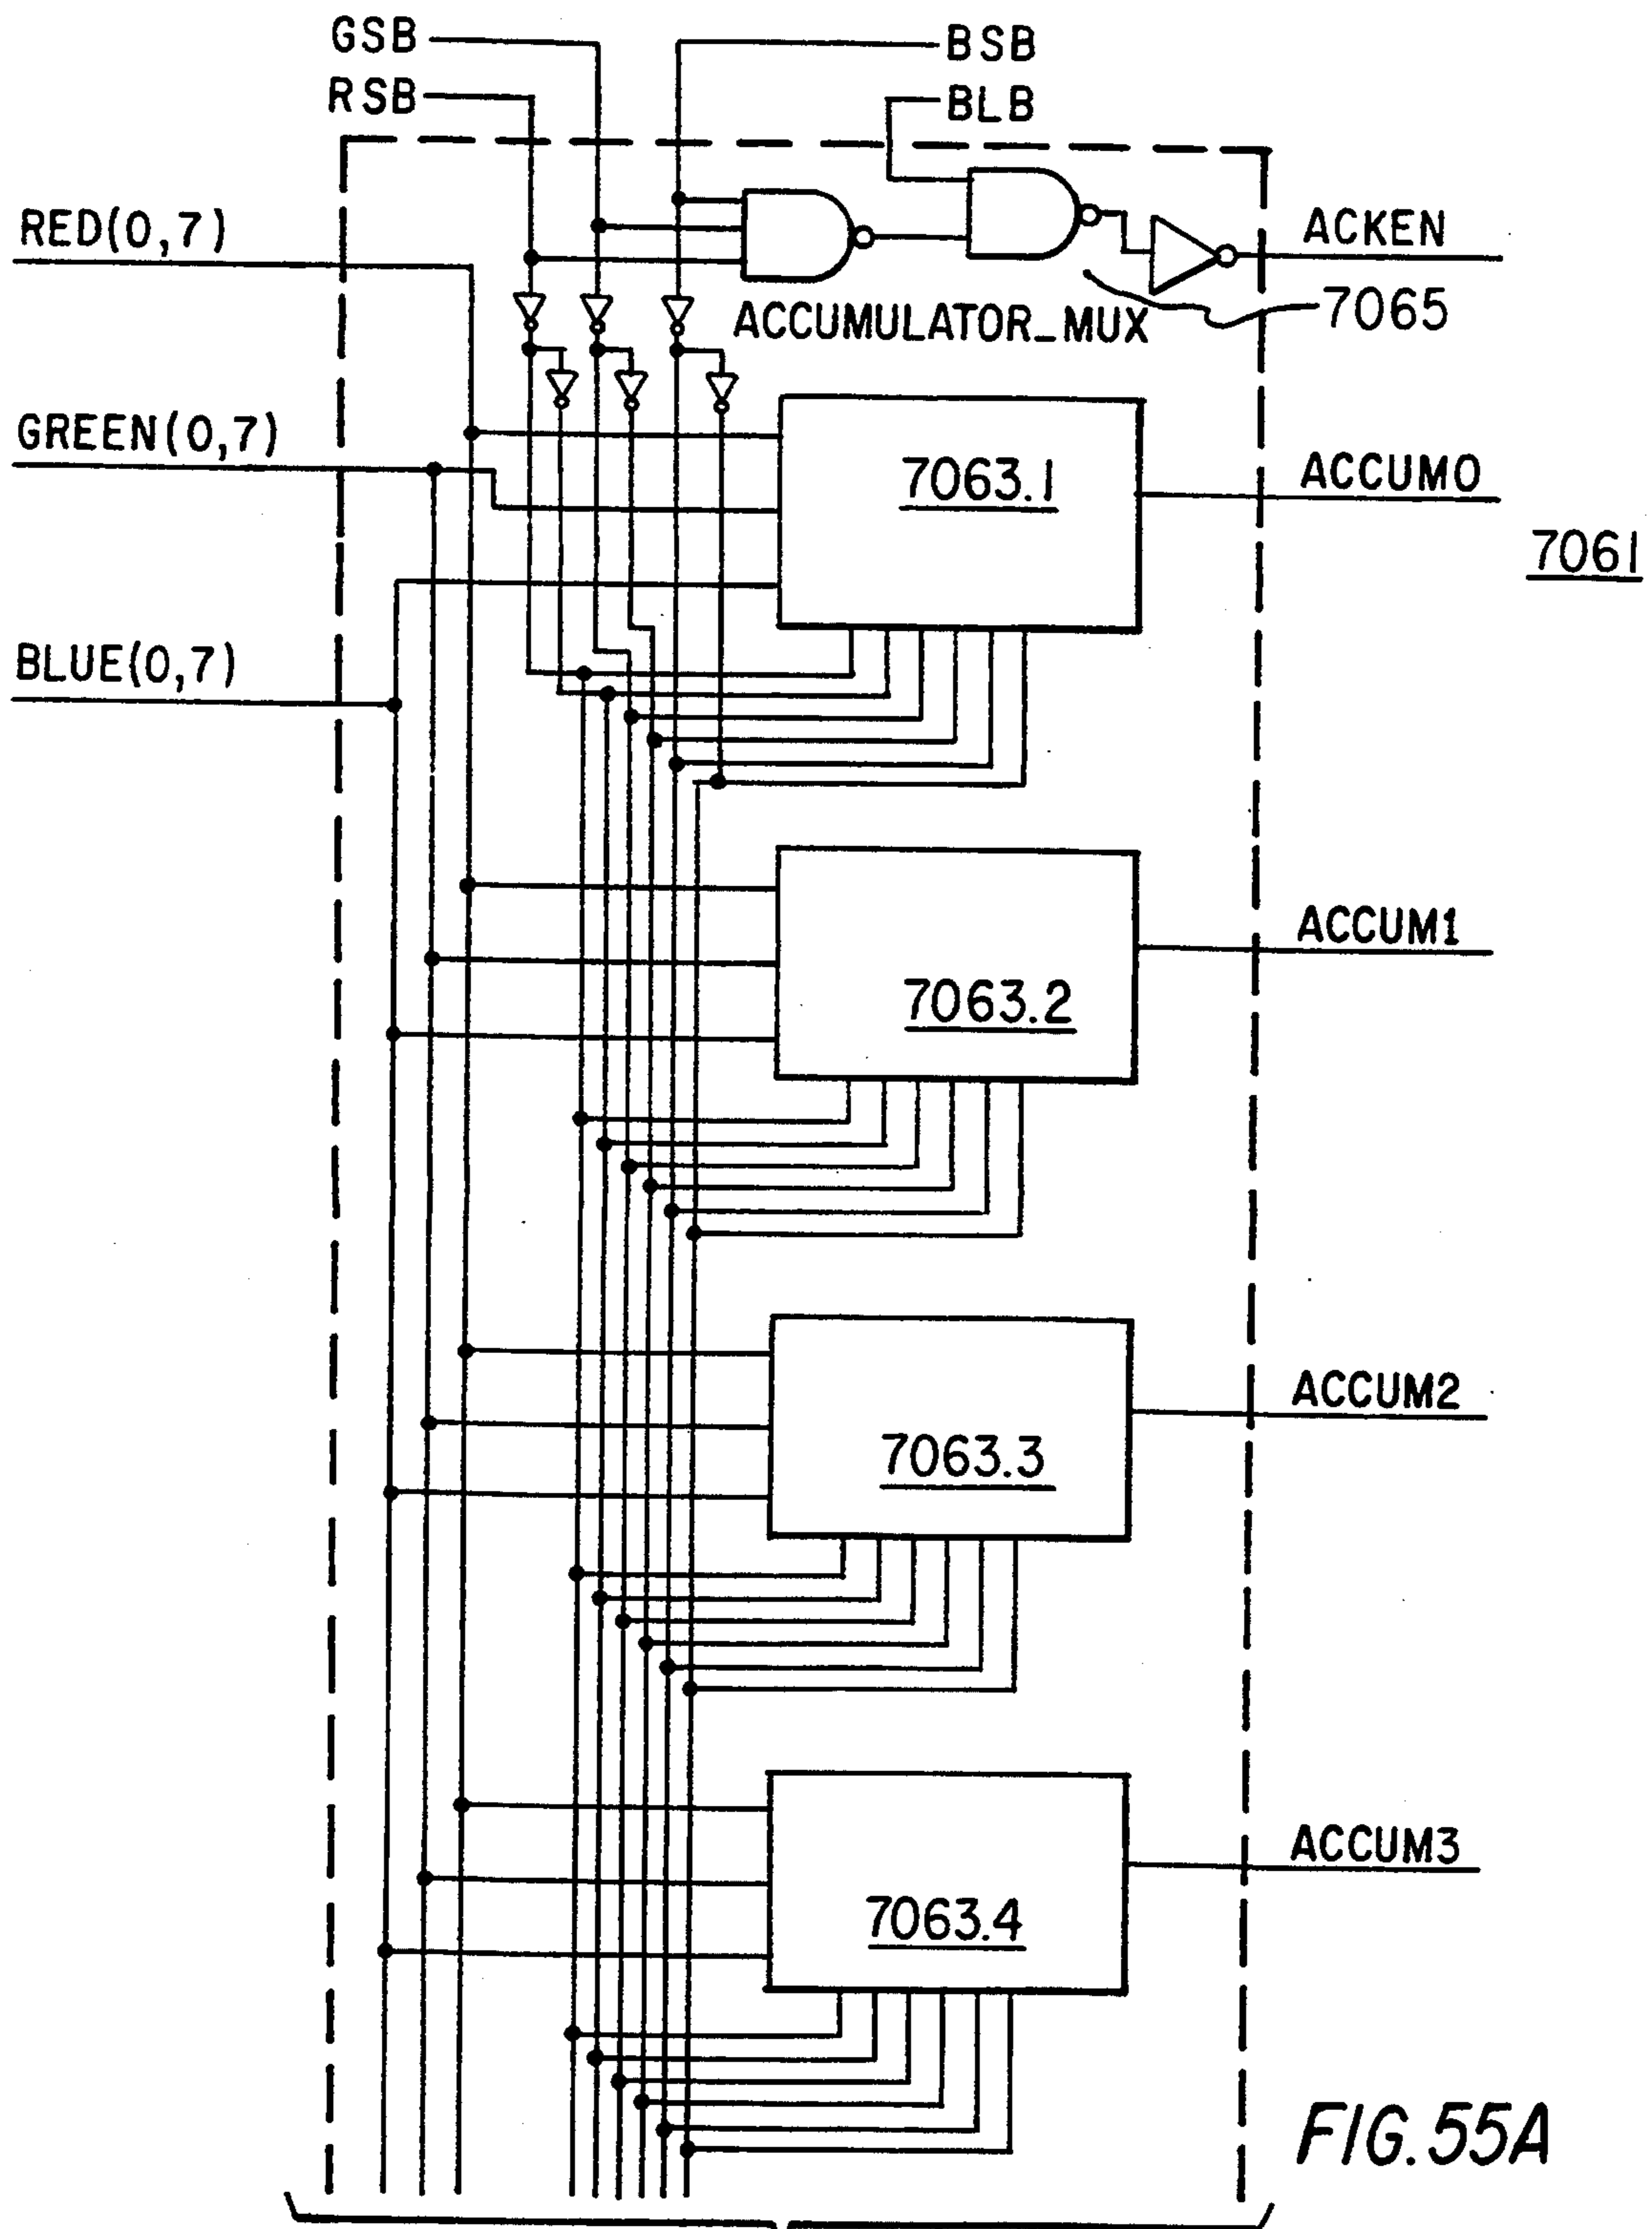 GSB
BSB
RSB
BLB
RED(0,7)
ACKEN
7065
ACCUMULATOR_MUX
GREEN(0,7)
7063.1
ACCUM0
7061
BLUE(0,7)
ACCUM1
7063.2
ACCUM2
7063.3
ACCUM3
7063.4
FIG.55A